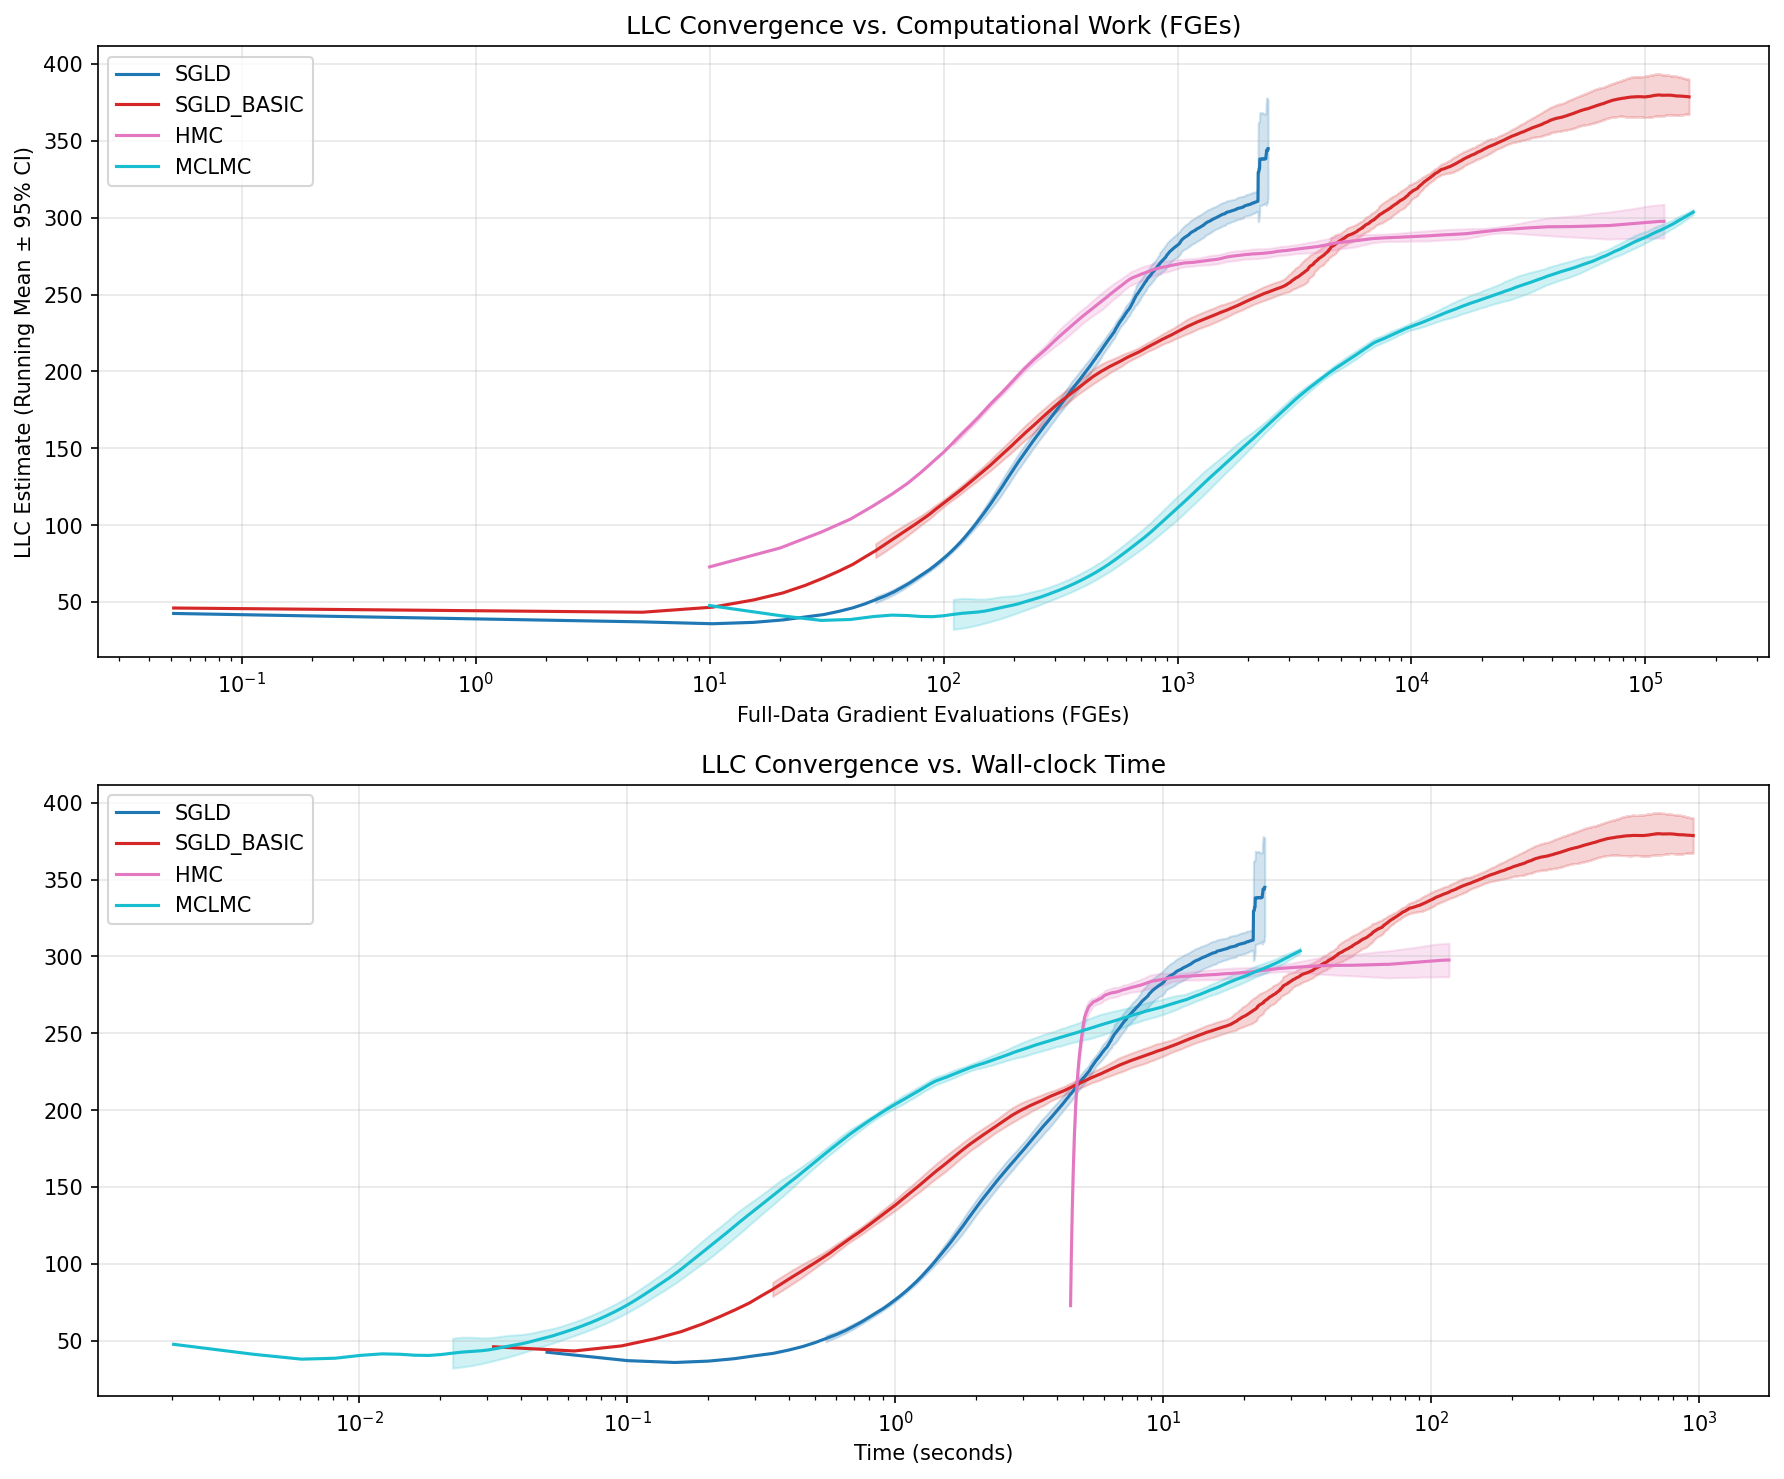 LLC Convergence vs. Computational Work (FGEs)
LLC Estimate (Running Mean ± 95% CI)
400
350
300
250
200
150
100
50
SGLD
SGLD_BASIC
HMC
MCLMC
10⁻¹ 10⁰ 10¹ 10² 10³ 10⁴ 10⁵
Full-Data Gradient Evaluations (FGEs)
LLC Convergence vs. Wall-clock Time
400
350
300
250
200
150
100
50
SGLD
SGLD_BASIC
HMC
MCLMC
10⁻² 10⁻¹ 10⁰ 10¹ 10² 10³
Time (seconds)